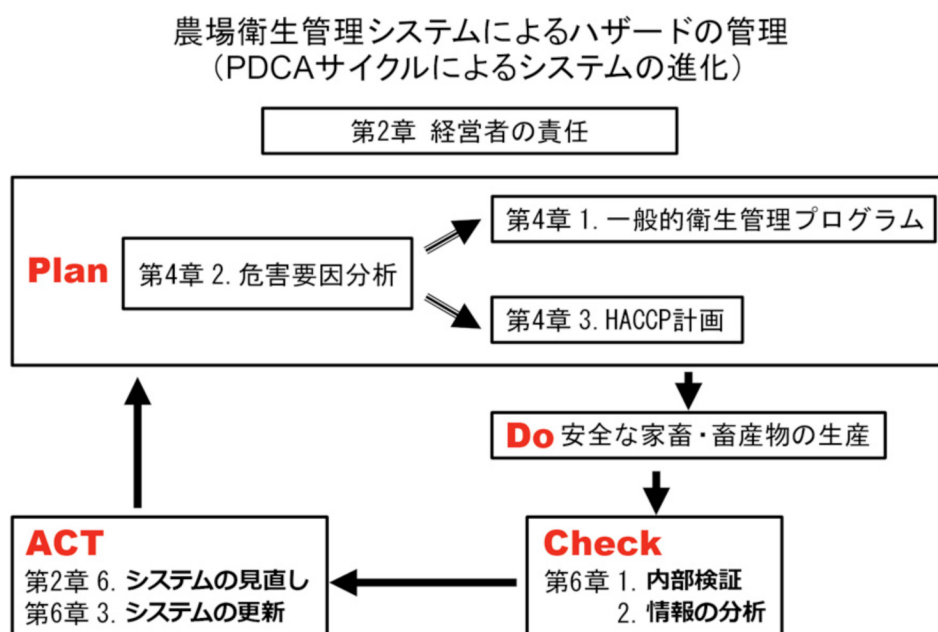 農場衛生管理システムによるハザードの管理
（PDCAサイクルによるシステムの進化）
第2章 経営者の責任
Plan
第4章 2. 危害要因分析
第4章 1. 一般的衛生管理プログラム
第4章 3. HACCP計画
Do 安全な家畜・畜産物の生産
ACT
第2章 6. システムの見直し
第6章 3. システムの更新
Check
第6章 1. 内部検証
2. 情報の分析